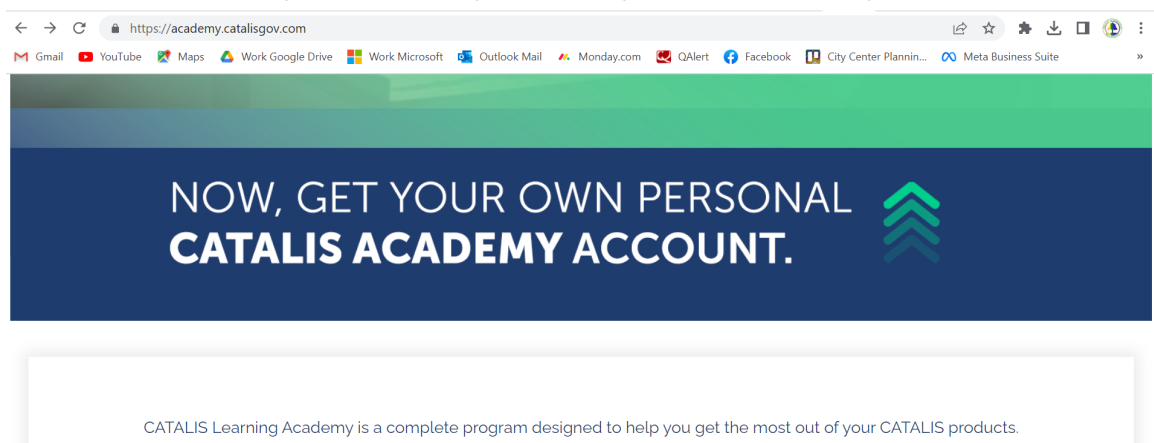 https://academy.catalisgov.com
Gmail YouTube Maps Work Google Drive Work Microsoft Outlook Mail Monday.com QAlert Facebook City Center Plannin... Meta Business Suite »
NOW, GET YOUR OWN PERSONAL
CATALIS ACADEMY ACCOUNT.
CATALIS Learning Academy is a complete program designed to help you get the most out of your CATALIS products.